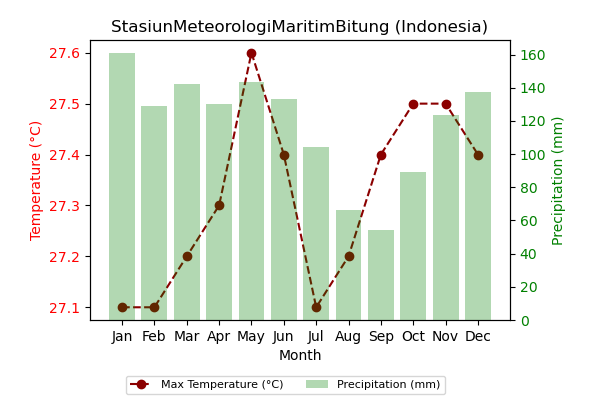 StasiunMeteorologiMaritimBitung (Indonesia)
27.6
27.5
27.4
27.3
27.2
27.1
Temperature (°C)
160
140
120
100
80
60
40
20
0
Precipitation (mm)
Jan Feb Mar Apr May Jun Jul Aug Sep Oct Nov Dec
Month
Max Temperature (°C) Precipitation (mm)